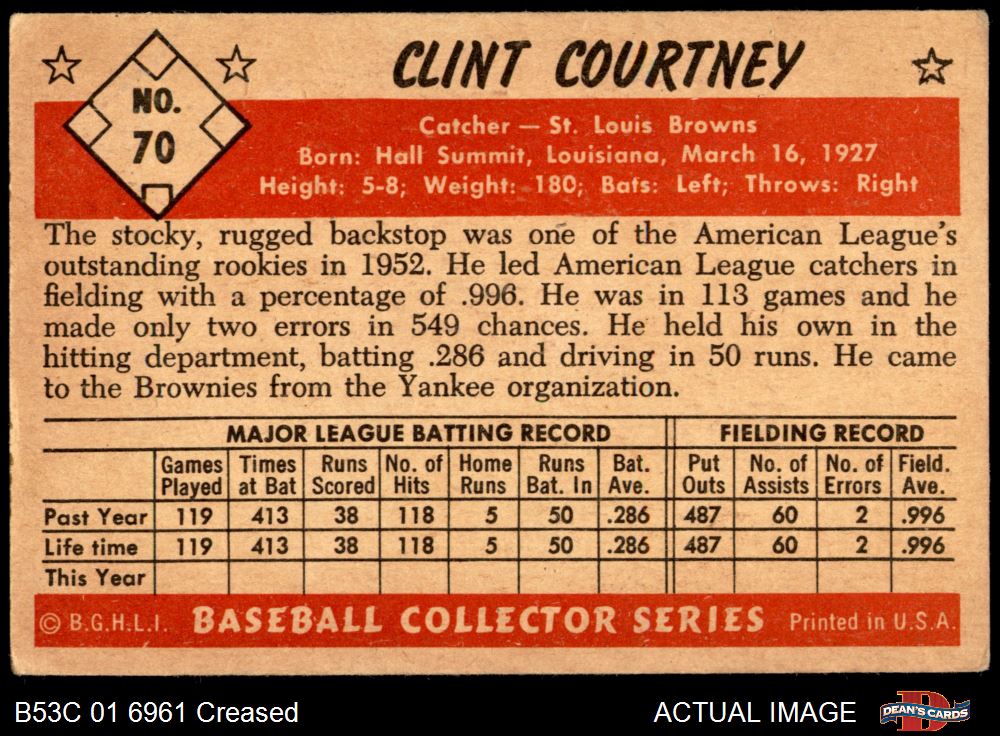 CLINT COURTNEY
NO.
70
Catcher — St. Louis Browns
Born: Hall Summit, Louisiana, March 16, 1927
Height: 5-8; Weight: 180; Bats: Left; Throws: Right
The stocky, rugged backstop was one of the American League's
outstanding rookies in 1952. He led American League catchers in
fielding with a percentage of .996. He was in 113 games and he
made only two errors in 549 chances. He held his own in the
hitting department, batting .286 and driving in 50 runs. He came
to the Brownies from the Yankee organization.
MAJOR LEAGUE BATTING RECORD FIELDING RECORD
Games Times Runs No. of Home Runs Bat. Put No. of No. of Field.
Played at Bat Scored Hits Runs Bat. In Ave. Outs Assists Errors Ave.
Past Year 119 413 38 118 5 50 .286 487 60 2 .996
Life time 119 413 38 118 5 50 .286 487 60 2 .996
This Year
© B.G.H.L.I. BASEBALL COLLECTOR SERIES Printed in U.S.A.
B53C 01 6961 Creased ACTUAL IMAGE D DEAN'S CARDS